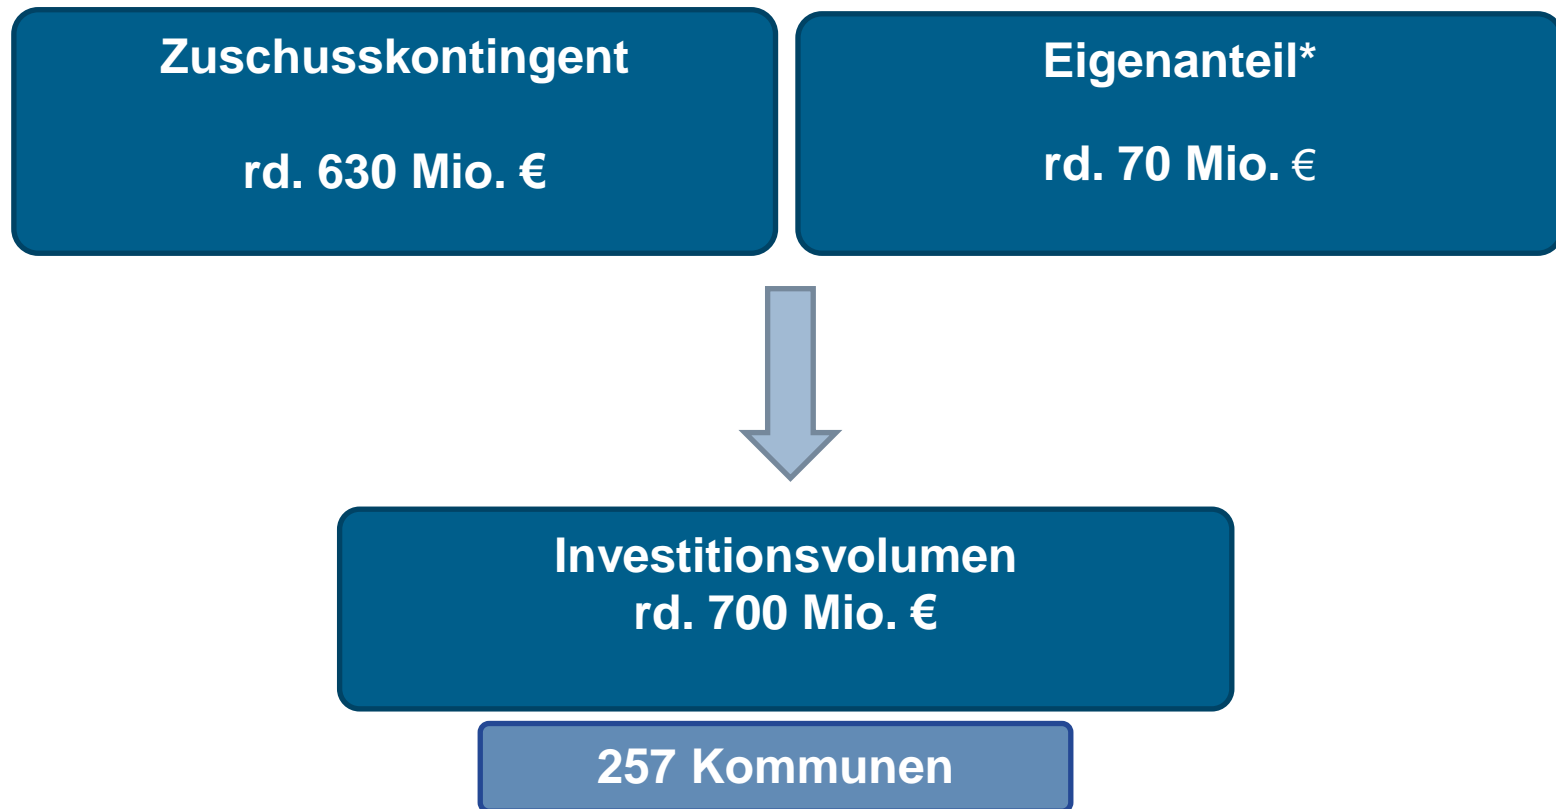 Zuschusskontingent
rd. 630 Mio. €
Eigenanteil*
rd. 70 Mio. €
Investitionsvolumen
rd. 700 Mio. €
257 Kommunen